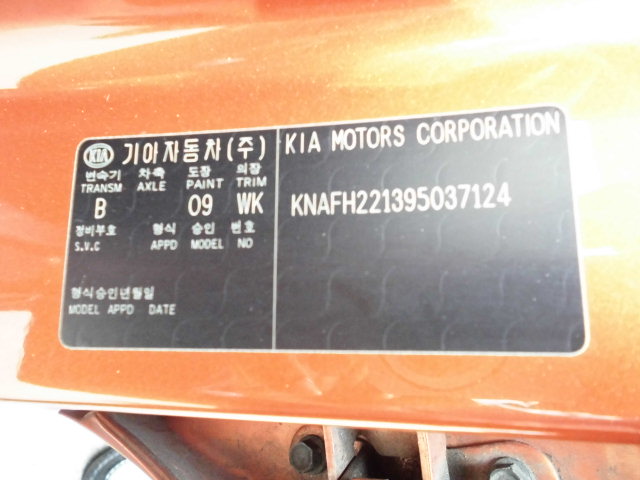 KIA 기아자동차(주)
변속기 차축 도장 의장
TRANSM AXLE PAINT TRIM
B 09 WK
정비부호 형식 승인 번호
S.V.C APPD MODEL NO
형식승인년월일
MODEL APPD DATE
KIA MOTORS CORPORATION
KNAFH221395037124